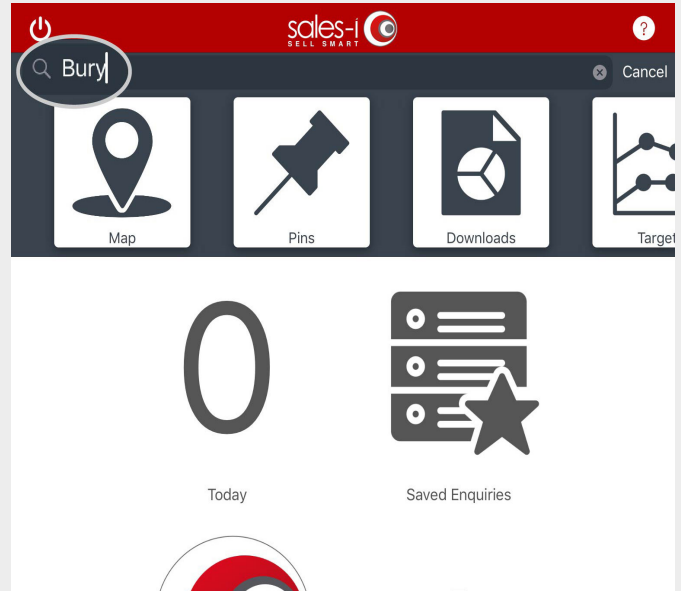 sales-i
SELL SMART
?
Bury
Cancel
Map
Pins
Downloads
Target
0
Today
Saved Enquiries